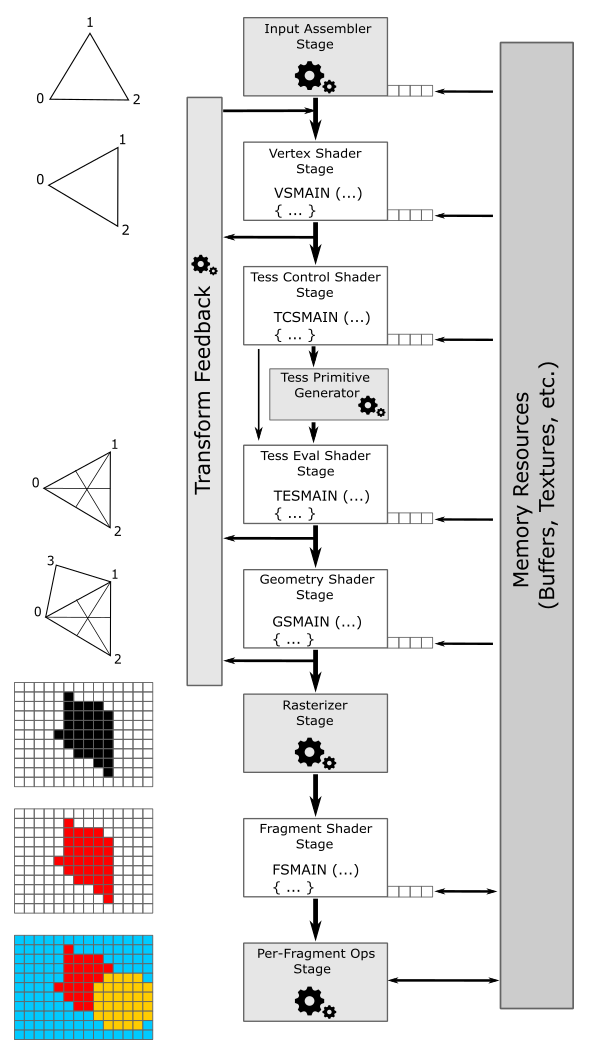 Input Assembler
Stage
1
0
2
Vertex Shader
Stage
VSMAIN (...)
{ ... }
1
0
2
Tess Control Shader
Stage
TCSMAIN (...)
{ ... }
Tess Primitive
Generator
Transform Feedback
Memory Resources
(Buffers, Textures, etc.)
Tess Eval Shader
Stage
TESMAIN (...)
{ ... }
1
0
2
Geometry Shader
Stage
GSMAIN (...)
{ ... }
3
1
0
2
Rasterizer
Stage
Fragment Shader
Stage
FSMAIN (...)
{ ... }
Per-Fragment Ops
Stage